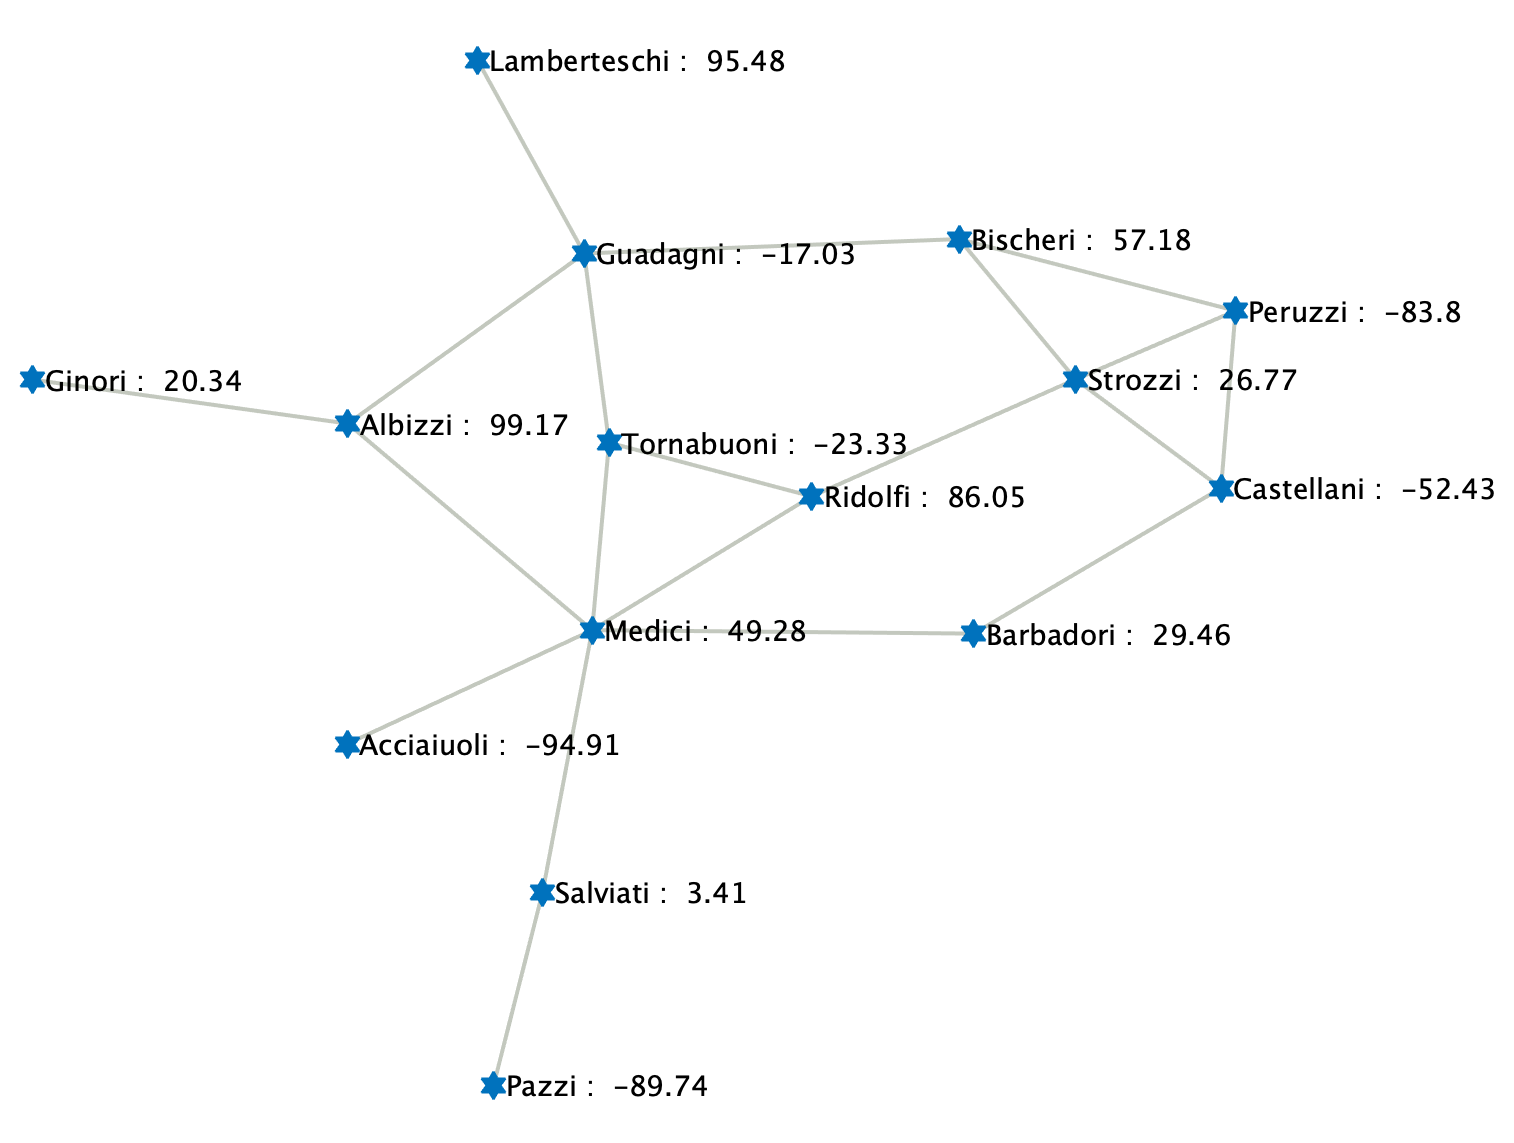 Lamberteschi :  95.48
Bischeri :  57.18
Guadagni :  -17.03
Peruzzi :  -83.8
Ginori :  20.34
Strozzi :  26.77
Albizzi :  99.17
Tornabuoni :  -23.33
Castellani :  -52.43
Ridolfi :  86.05
Medici :  49.28
Barbadori :  29.46
Acciaiuoli :  -94.91
Salviati :  3.41
Pazzi :  -89.74